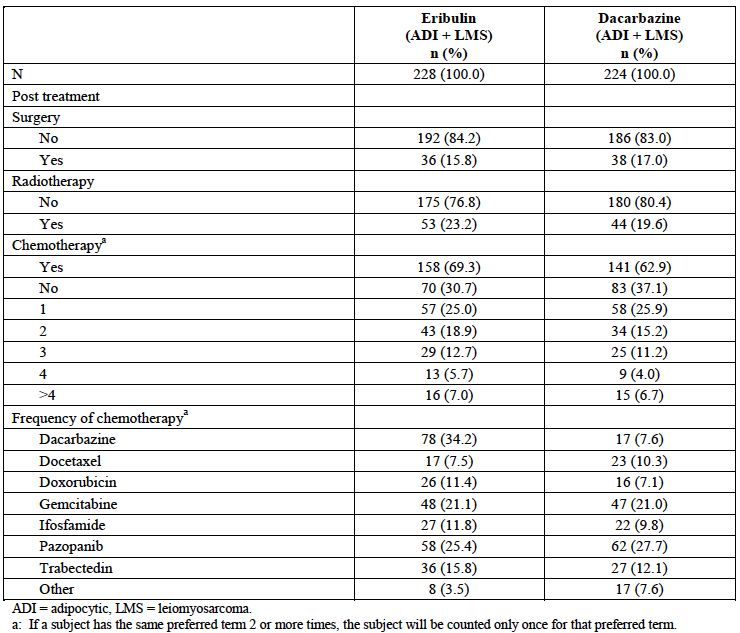 Eribulin
(ADI + LMS)
n (%)
Dacarbazine
(ADI + LMS)
n (%)
N 228 (100.0) 224 (100.0)
Post treatment
Surgery
No 192 (84.2) 186 (83.0)
Yes 36 (15.8) 38 (17.0)
Radiotherapy
No 175 (76.8) 180 (80.4)
Yes 53 (23.2) 44 (19.6)
Chemotherapyᵃ
Yes 158 (69.3) 141 (62.9)
No 70 (30.7) 83 (37.1)
1 57 (25.0) 58 (25.9)
2 43 (18.9) 34 (15.2)
3 29 (12.7) 25 (11.2)
4 13 (5.7) 9 (4.0)
>4 16 (7.0) 15 (6.7)
Frequency of chemotherapyᵃ
Dacarbazine 78 (34.2) 17 (7.6)
Docetaxel 17 (7.5) 23 (10.3)
Doxorubicin 26 (11.4) 16 (7.1)
Gemcitabine 48 (21.1) 47 (21.0)
Ifosfamide 27 (11.8) 22 (9.8)
Pazopanib 58 (25.4) 62 (27.7)
Trabectedin 36 (15.8) 27 (12.1)
Other 8 (3.5) 17 (7.6)
ADI = adipocytic, LMS = leiomyosarcoma.
a: If a subject has the same preferred term 2 or more times, the subject will be counted only once for that preferred term.